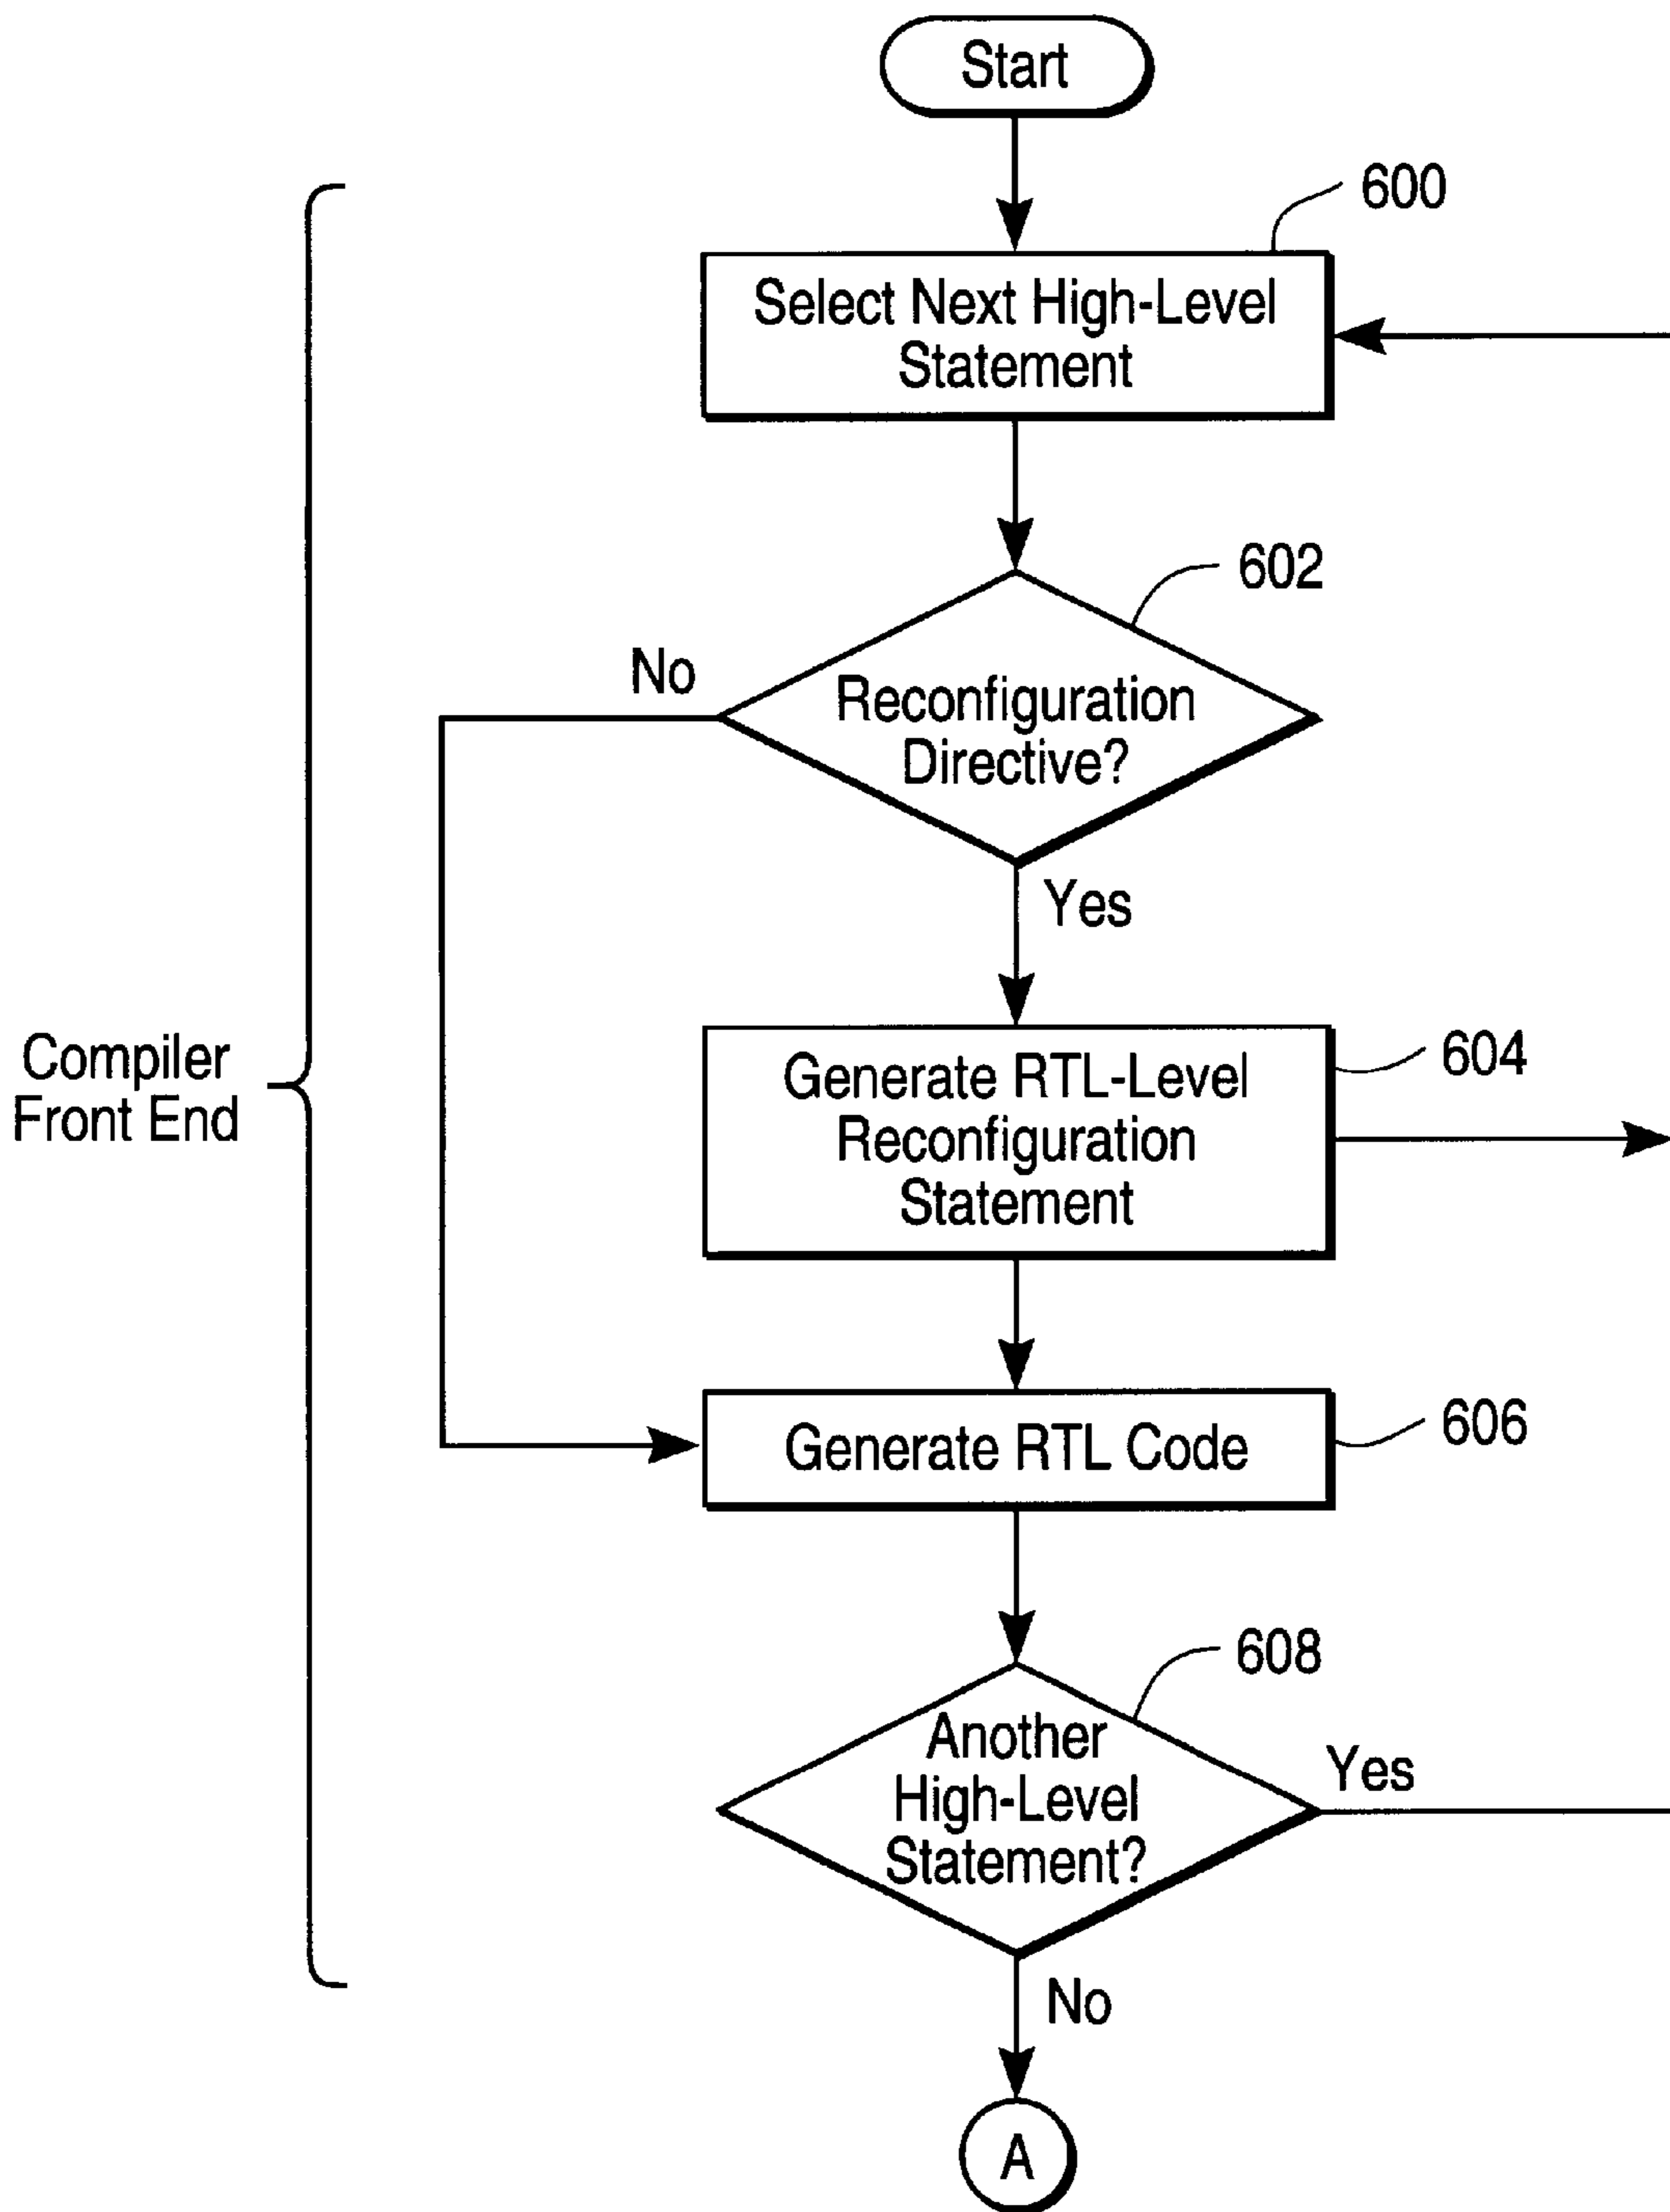 Start
600
Select Next High-Level
Statement
602
No
Reconfiguration
Directive?
Yes
Compiler
Front End
604
Generate RTL-Level
Reconfiguration
Statement
606
Generate RTL Code
608
Another
High-Level
Statement?
Yes
No
A